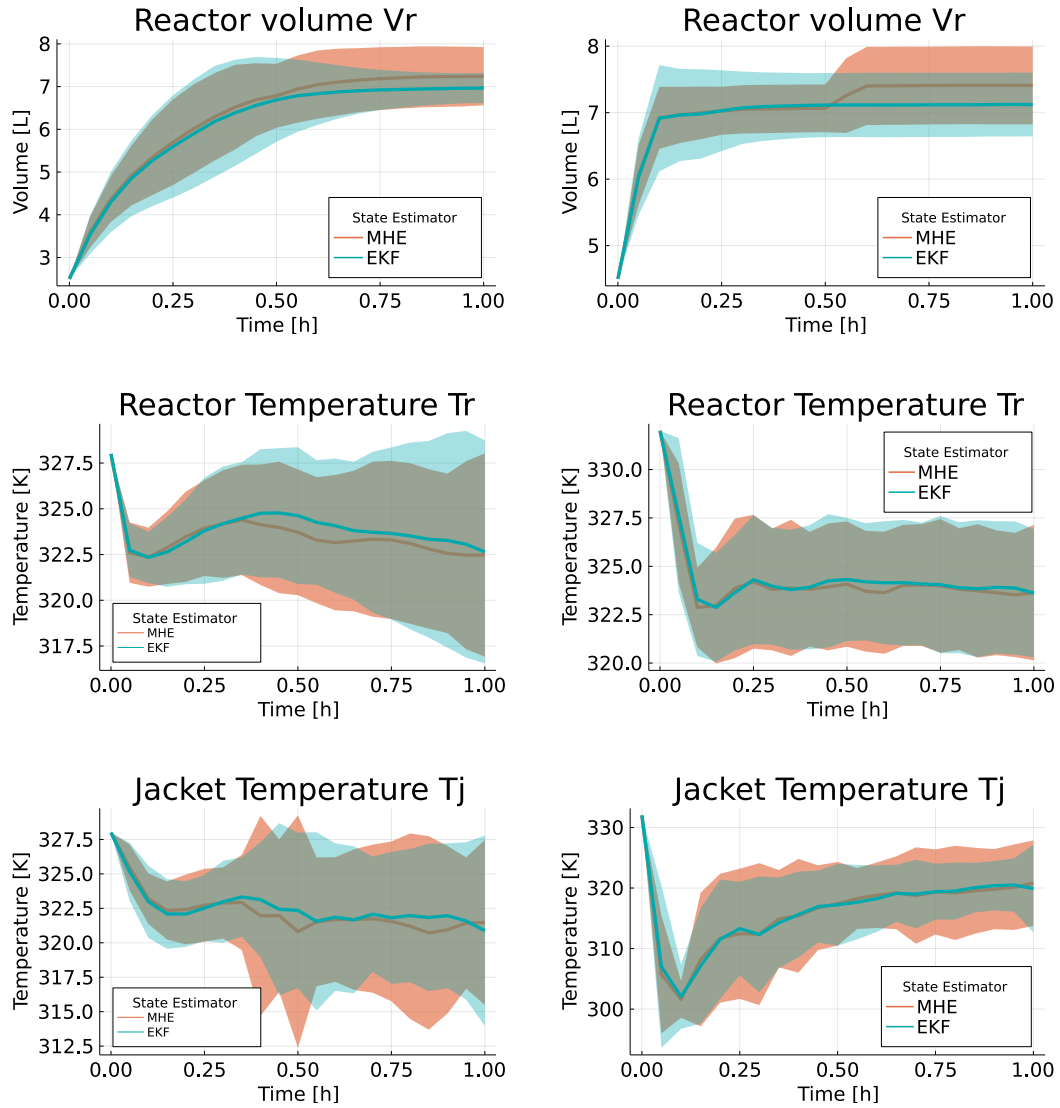 Reactor volume Vr
Volume [L]
8
7
6
5
4
3
State Estimator
MHE
EKF
0.00 0.25 0.50 0.75 1.00
Time [h]
Reactor volume Vr
Volume [L]
8
7
6
5
State Estimator
MHE
EKF
0.00 0.25 0.50 0.75 1.00
Time [h]
Reactor Temperature Tr
Temperature [K]
327.5
325.0
322.5
320.0
317.5
State Estimator
MHE
EKF
0.00 0.25 0.50 0.75 1.00
Time [h]
Reactor Temperature Tr
Temperature [K]
330.0
327.5
325.0
322.5
320.0
State Estimator
MHE
EKF
0.00 0.25 0.50 0.75 1.00
Time [h]
Jacket Temperature Tj
Temperature [K]
327.5
325.0
322.5
320.0
317.5
315.0
312.5
State Estimator
MHE
EKF
0.00 0.25 0.50 0.75 1.00
Time [h]
Jacket Temperature Tj
Temperature [K]
330
320
310
300
State Estimator
MHE
EKF
0.00 0.25 0.50 0.75 1.00
Time [h]